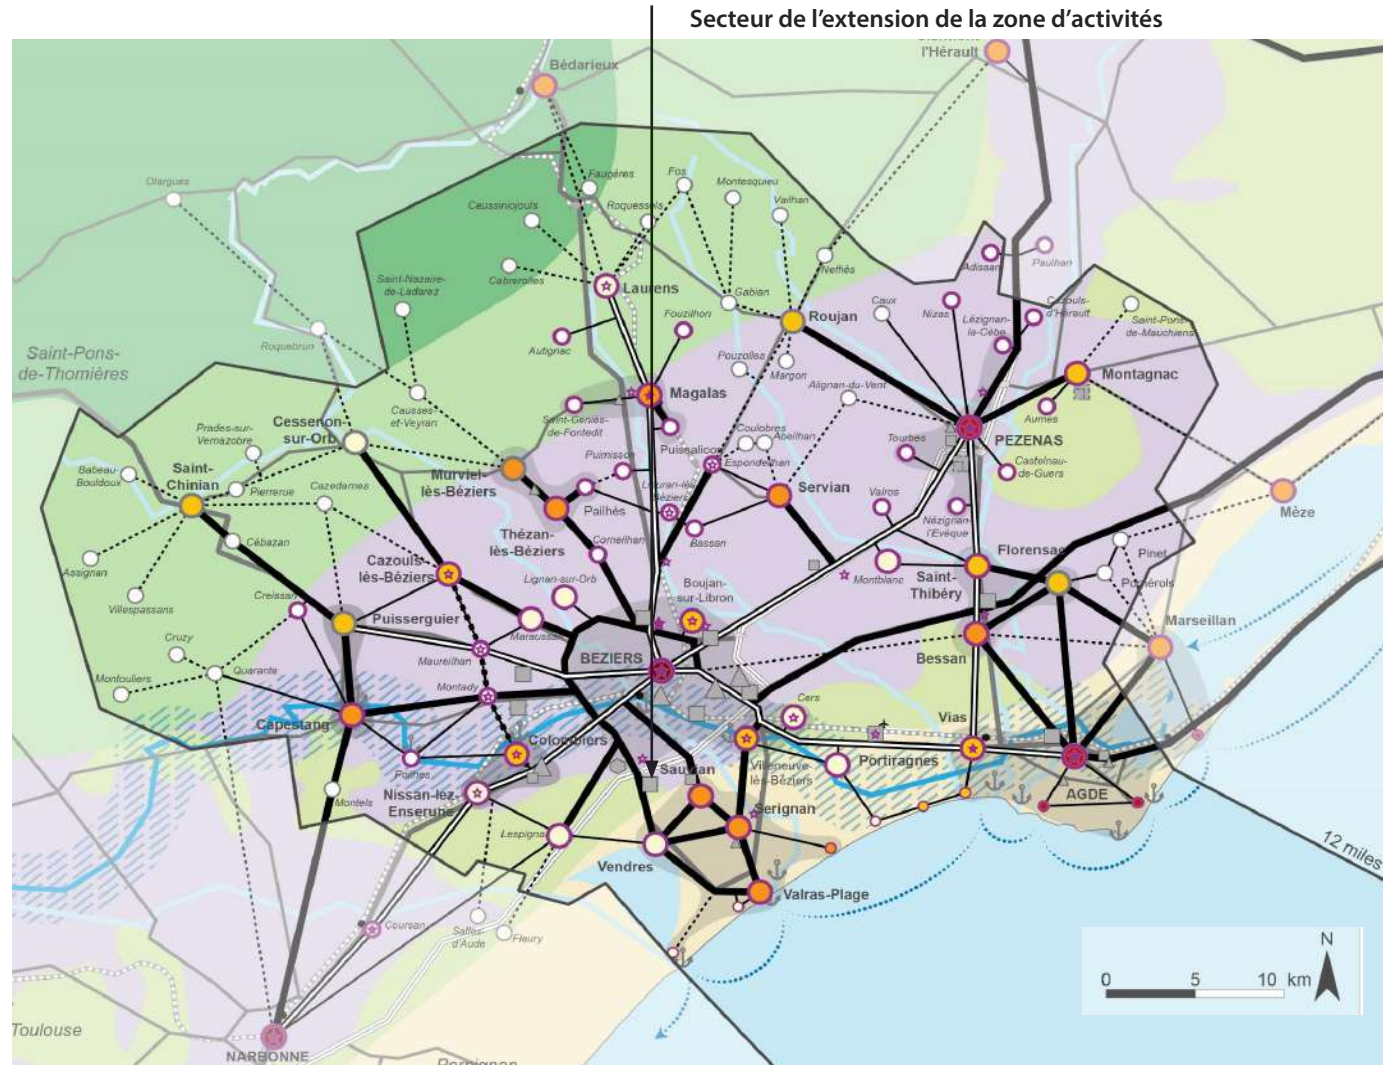 Secteur de l'extension de la zone d'activités
l'Hérault
Bédarieux
Olargues
Faugères
Fos
Montesquieu
Vailhan
Caussiniojouls
Roquessels
Neffiès
Adissan
Paulhan
Cabrerolles
Saint-Nazaire-
de-Ladarez
Laurens
Gabian
Fouzilhon
Roujan
Caux
Nizas
Lézignan-
la-Cèbe
Cazouls-
d'Hérault
Saint-Pons-
de-Mauchiens
Roquebrun
Autignac
Saint-Pons-
de-Thomières
Pouzolles
Margon
Alignan-du-Vent
Montagnac
Magalas
Causses-
et-Veyran
Saint-Geniès-
de-Fontedit
Aumes
Cessenon-
sur-Orb
Prades-sur-
Vernazobre
Coulobres
Abeilhan
Puissalicon
Espondeilhan
Tourbes
PEZENAS
Castelnau-
de-Guers
Babeau-
Bouldoux
Saint-
Chinian
Pierrerue
Cazedarnes
Murviel-
lès-Béziers
Puimisson
Lieuran-lès-
Béziers
Servian
Valros
Nézignan
l'Evêque
Mèze
Pailhès
Thézan-
lès-Béziers
Bassan
Cébazan
Corneilhan
Florensac
Pinet
Assignan
Cazouls-
lès-Béziers
Lignan-sur-Orb
Boujan-
sur-Libron
Montblanc
Saint-
Thibéry
Pomérols
Villespassans
Creissan
Puisserguier
Maraussan
Marseillan
Cruzy
Quarante
Maureilhan
BEZIERS
Bessan
Montouliers
Montady
Cers
Capestang
Colombiers
Vias
Poilhes
Sauvian
Villeneuve-
lès-Béziers
Portiragnes
AGDE
Montels
Nissan-lez-
Enserune
Serignan
Lespignan
Vendres
12 miles
Valras-Plage
Coursan
Salles-
d'Aude
Fleury
N
0 5 10 km
Toulouse
NARBONNE
Perpignan